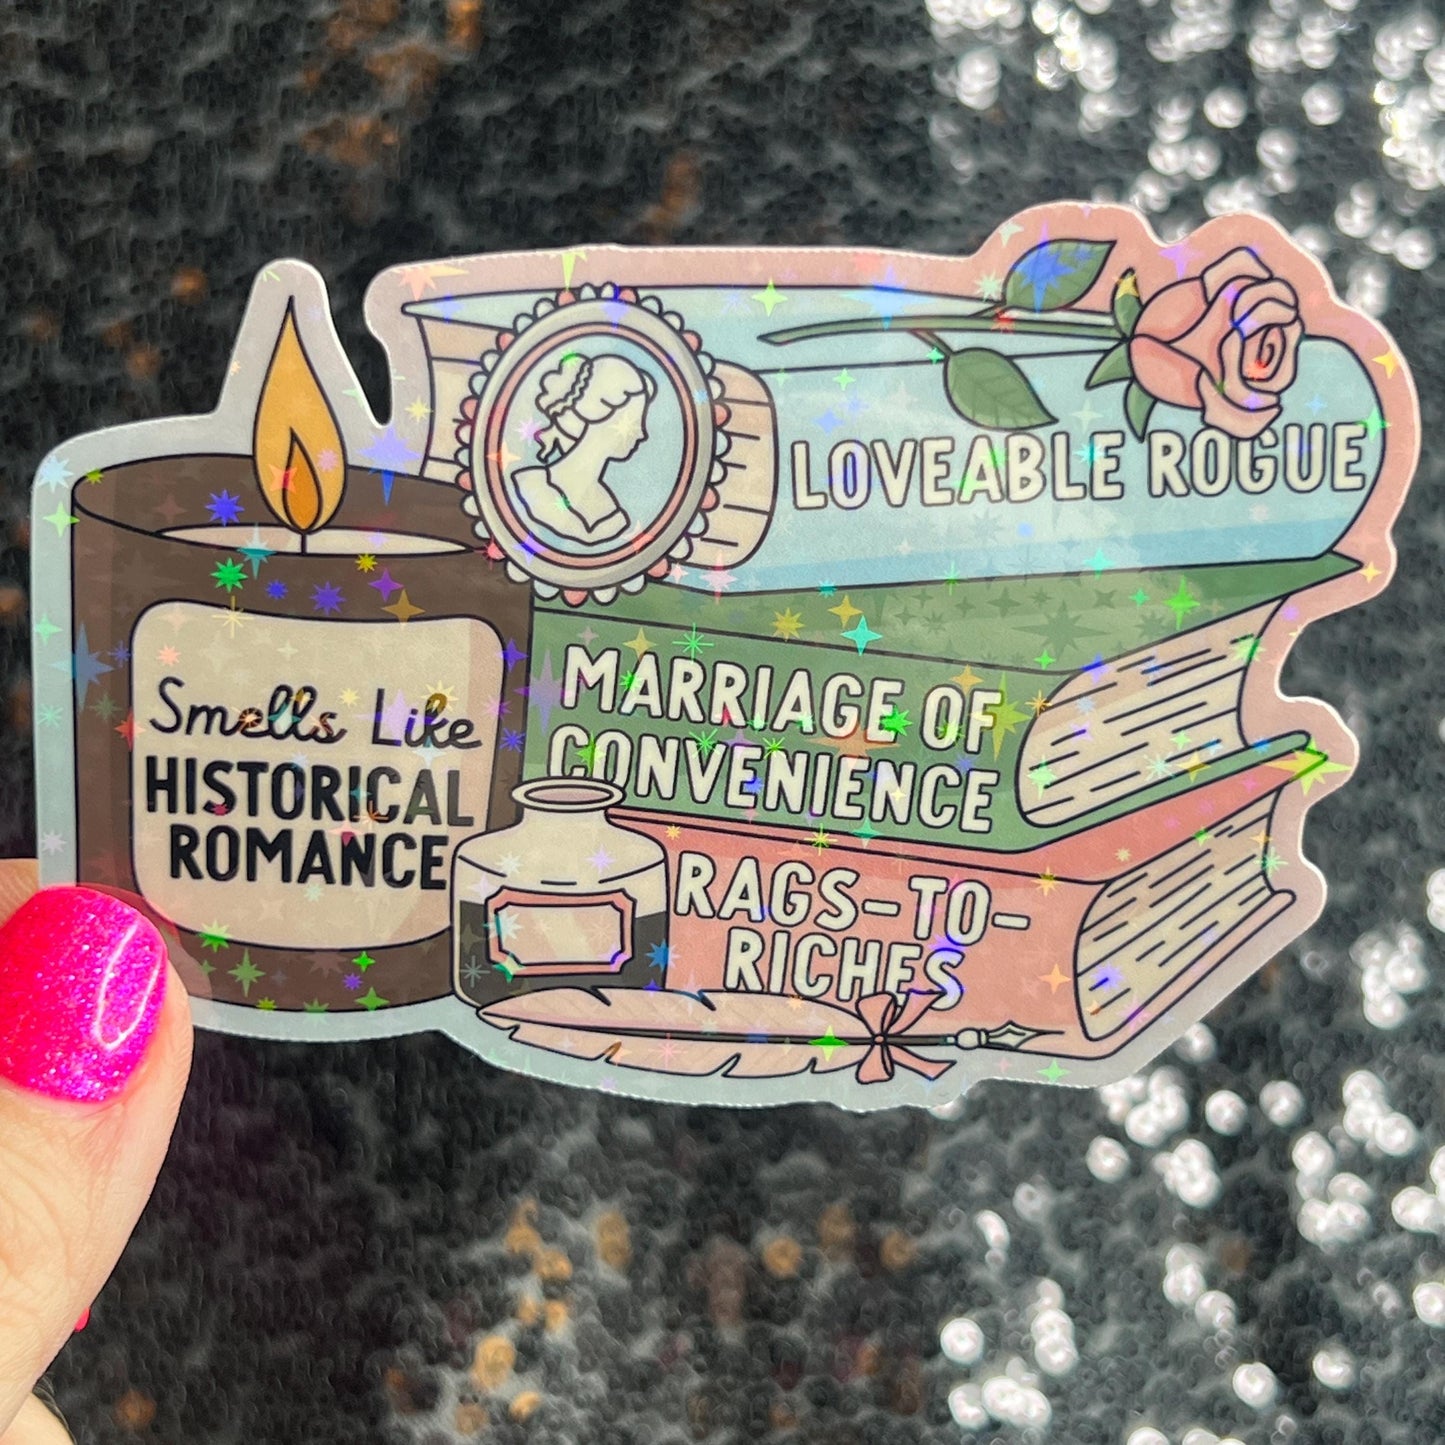 Smells Like
HISTORICAL
ROMANCE
LOVEABLE ROGUE
MARRIAGE OF
CONVENIENCE
RAGS-TO-
RICHES